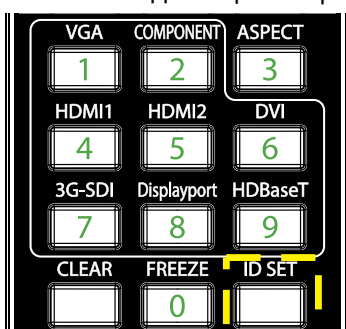 VGA COMPONENT ASPECT
1 2 3
HDMI1 HDMI2 DVI
4 5 6
3G-SDI Displayport HDBaseT
7 8 9
CLEAR FREEZE ID SET
0